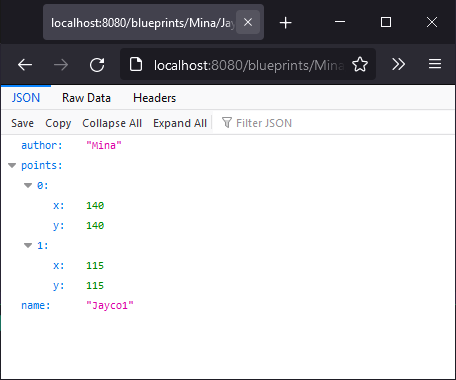 localhost:8080/blueprints/Mina/Jay
localhost:8080/blueprints/Mina
JSON Raw Data Headers
Save Copy Collapse All Expand All Filter JSON
author: "Mina"
points:
0:
x: 140
y: 140
1:
x: 115
y: 115
name: "Jayco1"